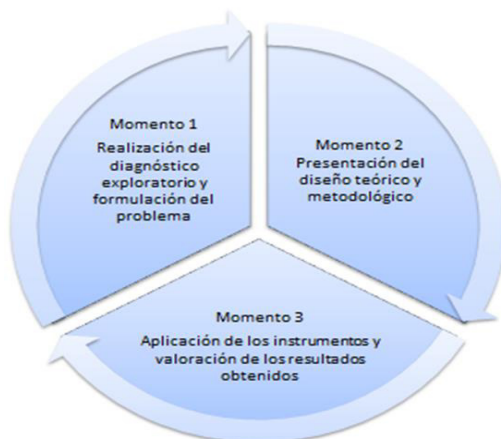 Momento 1
Realización del
diagnóstico
exploratorio y
formulación del
problema
Momento 2
Presentación del
diseño teórico y
metodológico
Momento 3
Aplicación de los instrumentos y
valoración de los resultados
obtenidos